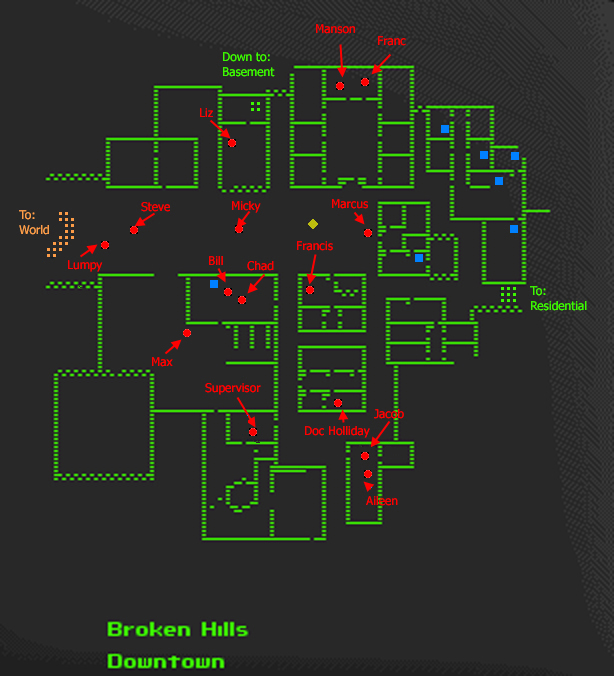 Manson
Franc
Down to:
Basement
Liz
To:
World
Steve
Micky
Marcus
Lumpy
Francis
Bill
Chad
To:
Residential
Max
Supervisor
Jacob
Doc Holliday
Aileen
Broken Hills
Downtown